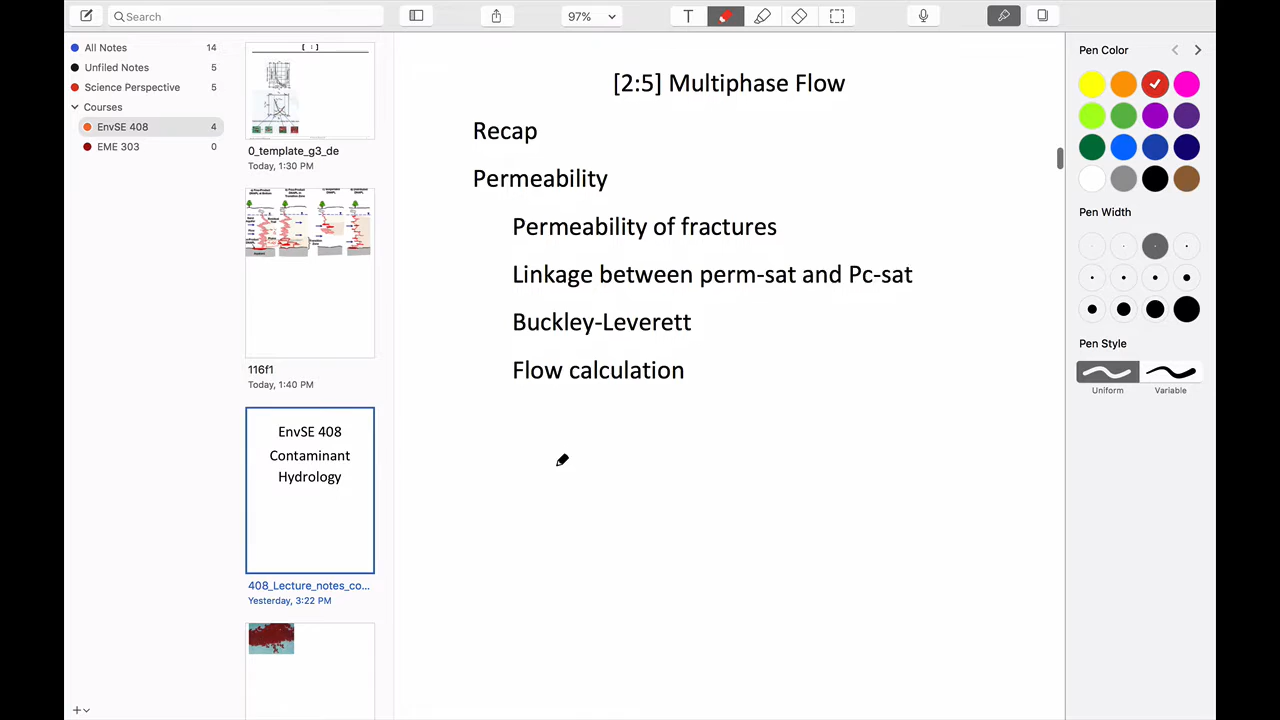 Search
97%
T
All Notes 14
Unfiled Notes 5
Science Perspective 5
Courses
EnvSE 408 4
EME 303 0
[ : ]
0_template_g3_de
Today, 1:30 PM
116f1
Today, 1:40 PM
EnvSE 408
Contaminant
Hydrology
408_Lecture_notes_co...
Yesterday, 3:22 PM
[2:5] Multiphase Flow
Recap
Permeability
Permeability of fractures
Linkage between perm-sat and Pc-sat
Buckley-Leverett
Flow calculation
Pen Color
Pen Width
Pen Style
Uniform
Variable